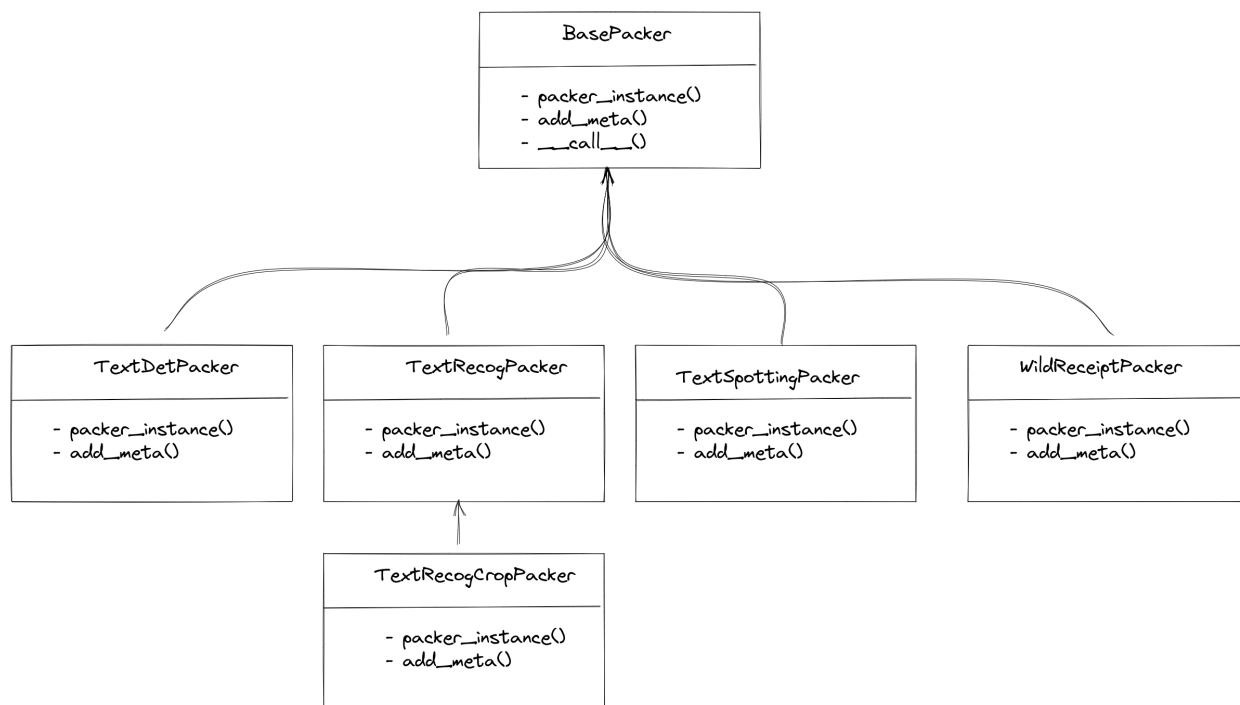 BasePacker
- packer_instance()
- add_meta()
- __call__()
TextDetPacker
- packer_instance()
- add_meta()
TextRecogPacker
- packer_instance()
- add_meta()
TextSpottingPacker
- packer_instance()
- add_meta()
WildReceiptPacker
- packer_instance()
- add_meta()
TextRecogCropPacker
- packer_instance()
- add_meta()